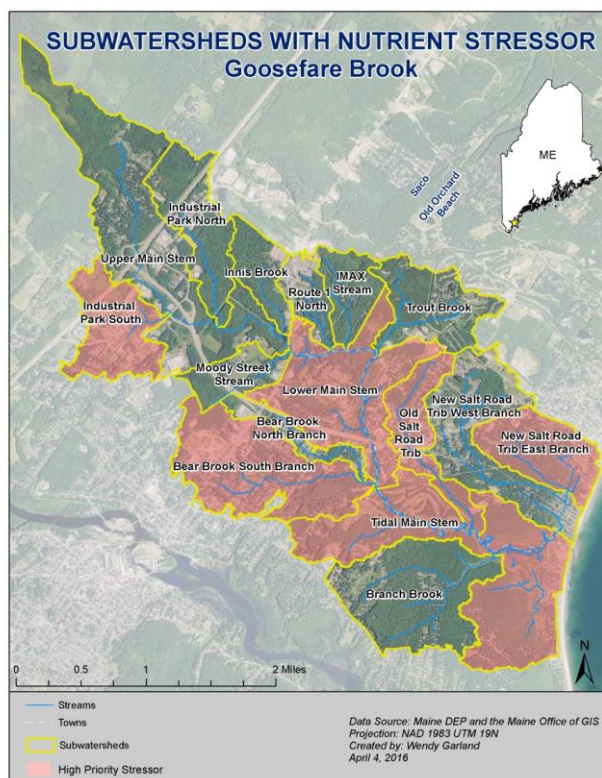 SUBWATERSHEDS WITH NUTRIENT STRESSOR
Goosefare Brook
ME
Saco
Old Orchard
Beach
Industrial
Park North
Upper Main Stem
Innis Brook
IMAX
Stream
Route 1
North
Trout Brook
Industrial
Park South
Moody Street
Stream
Lower Main Stem
New Salt Road
Trib West Branch
Old
Salt
Road
Trib
Bear Brook
North Branch
New Salt Road
Trib East Branch
Bear Brook South Branch
Tidal Main Stem
Branch Brook
N
0 0.5 1 2 Miles
Streams
Towns
Subwatersheds
High Priority Stressor
Data Source: Maine DEP and the Maine Office of GIS
Projection: NAD 1983 UTM 19N
Created by: Wendy Garland
April 4, 2016